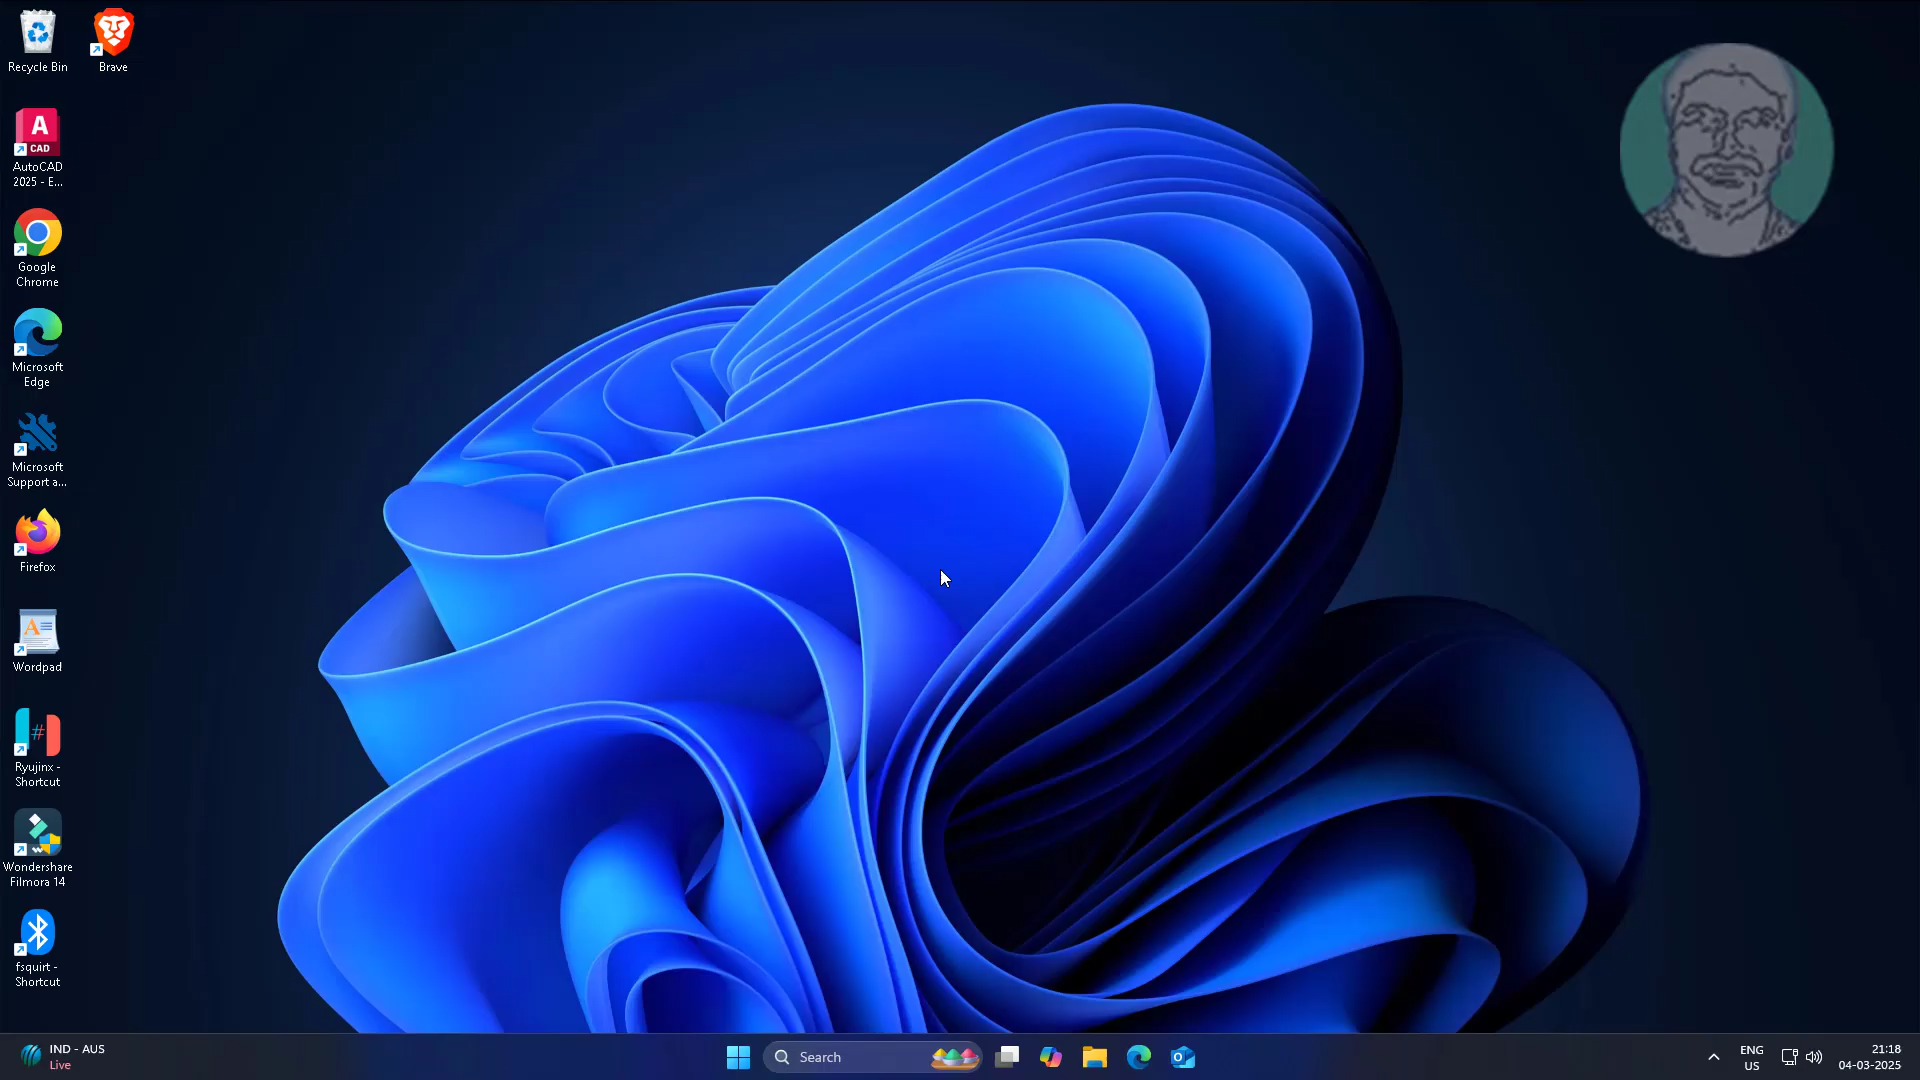 Recycle Bin
Brave
A
CAD
AutoCAD
2025 - E...
Google
Chrome
Microsoft
Edge
Microsoft
Support a...
Firefox
A
Wordpad
#
Ryujinx -
Shortcut
Wondershare
Filmora 14
fsquirt -
Shortcut
IND - AUS
Live
Search
ENG
US
21:18
04-03-2025